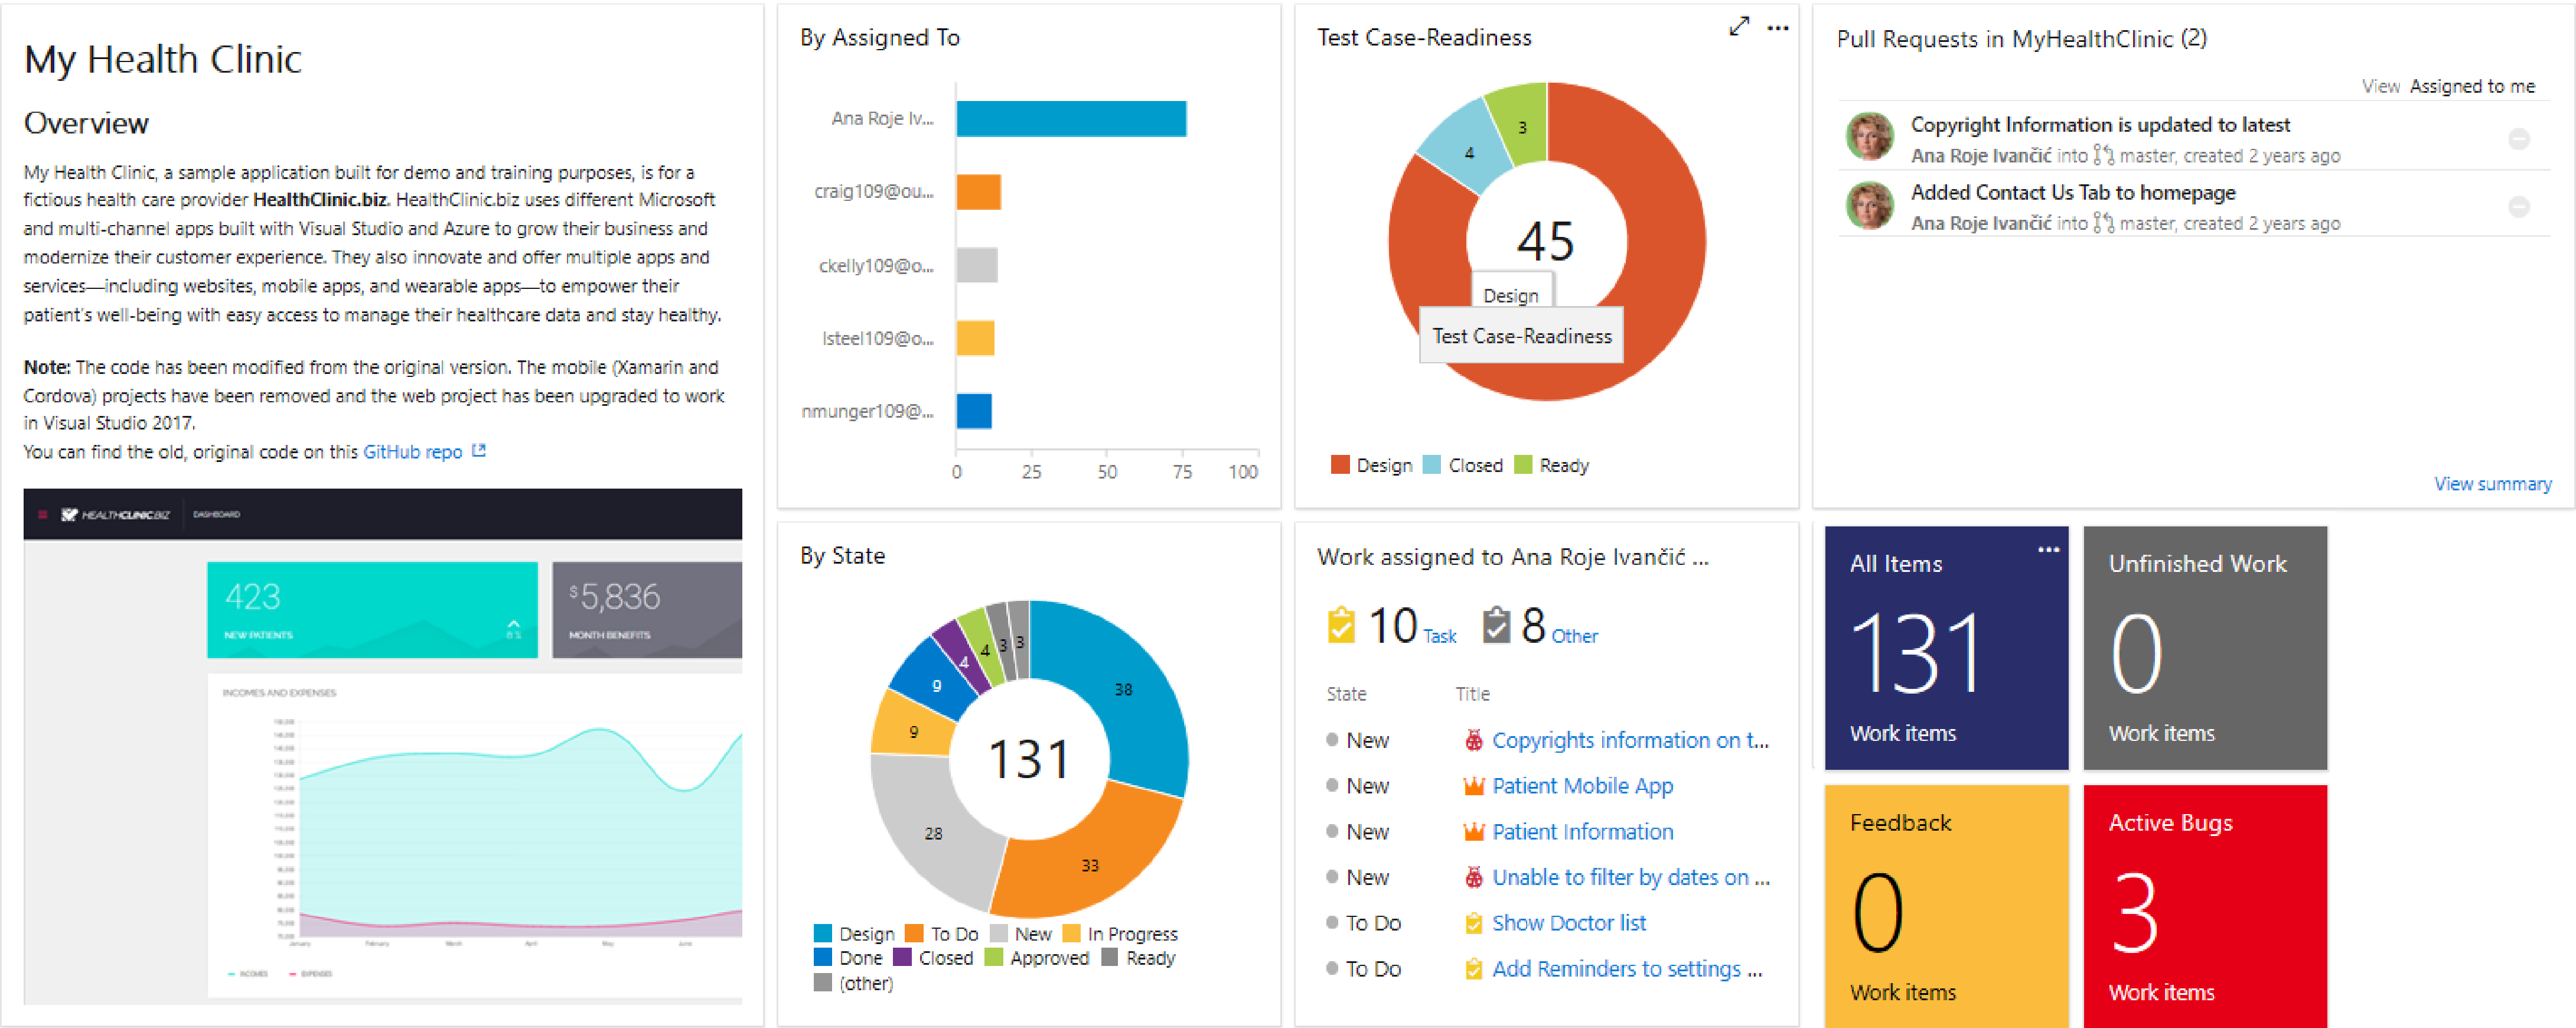 My Health Clinic
Overview
My Health Clinic, a sample application built for demo and training purposes, is for a
fictious health care provider HealthClinic.biz. HealthClinic.biz uses different Microsoft
and multi-channel apps built with Visual Studio and Azure to grow their business and
modernize their customer experience. They also innovate and offer multiple apps and
services—including websites, mobile apps, and wearable apps—to empower their
patient's well-being with easy access to manage their healthcare data and stay healthy.
Note: The code has been modified from the original version. The mobile (Xamarin and
Cordova) projects have been removed and the web project has been upgraded to work
in Visual Studio 2017.
You can find the old, original code on this GitHub repo
HEALTHCLINIC.BIZ DASHBOARD
423
NEW PATIENTS
$5,836
MONTH BENEFITS
INCOMES AND EXPENSES
January February March April May June
INCOMES EXPENSES
By Assigned To
Ana Roje Iv...
craig109@ou...
ckelly109@o...
lsteel109@o...
nmunger109@...
0 25 50 75 100
Test Case-Readiness
3
4
45
Design
Test Case-Readiness
Design Closed Ready
Pull Requests in MyHealthClinic (2)
View Assigned to me
Copyright Information is updated to latest
Ana Roje Ivančić into master, created 2 years ago
Added Contact Us Tab to homepage
Ana Roje Ivančić into master, created 2 years ago
View summary
By State
38
33
28
9
9
4
4
3
3
131
Design To Do New In Progress
Done Closed Approved Ready
(other)
Work assigned to Ana Roje Ivančić ...
10 Task 8 Other
State Title
New Copyrights information on t...
New Patient Mobile App
New Patient Information
New Unable to filter by dates on ...
To Do Show Doctor list
To Do Add Reminders to settings ...
All Items
131
Work items
Unfinished Work
0
Work items
Feedback
0
Work items
Active Bugs
3
Work items